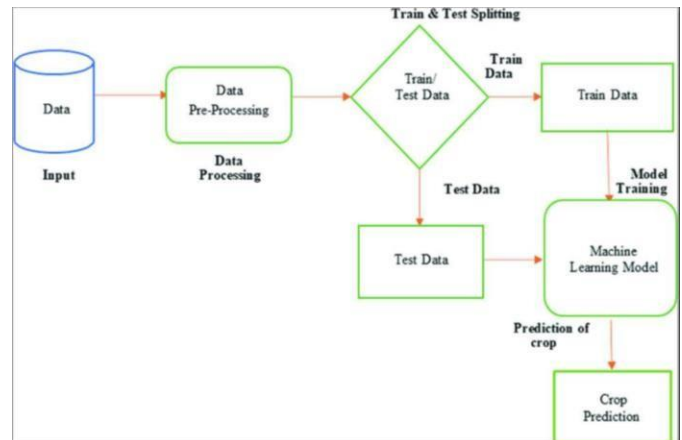 Train & Test Splitting
Data
Input
Data
Pre-Processing
Data
Processing
Train/
Test Data
Train
Data
Train Data
Test Data
Model
Training
Test Data
Machine
Learning Model
Prediction of
crop
Crop
Prediction